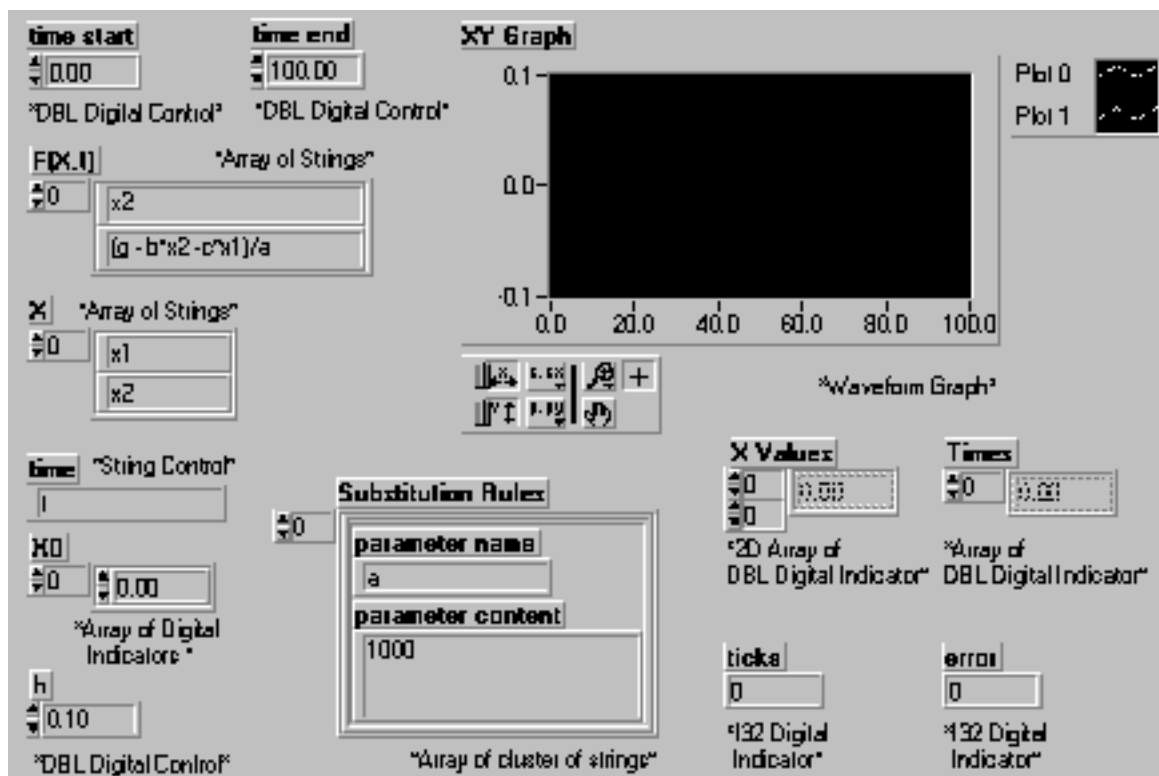 time start
time end
0.00
100.00
"DBL Digital Control"
"DBL Digital Control"
XY Graph
0.1
0.0
-0.1
0.0 20.0 40.0 60.0 80.0 100.0
Plot 0
Plot 1
F[X,t]
"Array of Strings"
0
x2
(g - b*x2 -c*x1)/a
X
"Array of Strings"
0
x1
x2
"Waveform Graph"
time
"String Control"
t
X0
0
0.00
"Array of Digital
Indicators "
h
0.10
"DBL Digital Control"
Substitution Rules
0
parameter name
a
parameter content
1000
"Array of cluster of strings"
X Values
0
0
0.00
"2D Array of
DBL Digital Indicator"
Times
0
0.00
"Array of
DBL Digital Indicator"
ticks
0
"I32 Digital
Indicator"
error
0
"I32 Digital
Indicator"